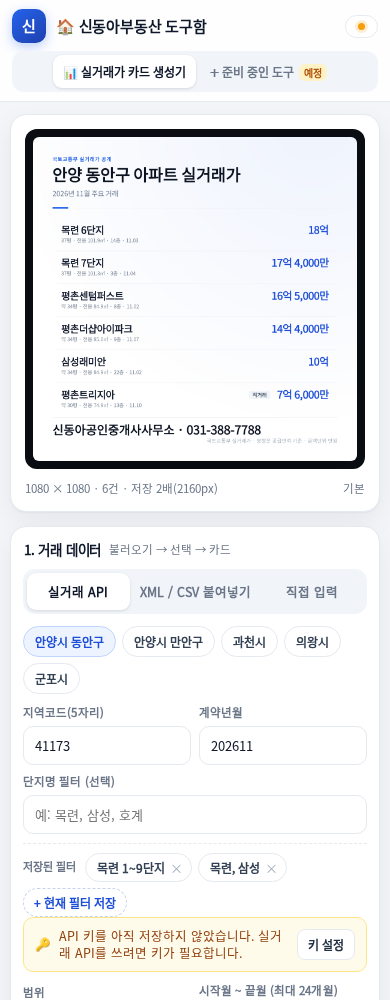 신 🏠 신동아부동산 도구함
📊 실거래가 카드 생성기 + 준비 중인 도구 예정
국토교통부 실거래가 공개
안양 동안구 아파트 실거래가
2026년 11월 주요 거래
목련 6단지 18억
목련 7단지 17억 4,000만
평촌센텀퍼스트 16억 5,000만
평촌더샵아이파크 14억 4,000만
삼성래미안 10억
평촌트리지아 직거래 7억 6,000만
신동아공인중개사사무소 · 031-388-7788
1080 × 1080 · 6건 · 저장 2배(2160px) 기본
1. 거래 데이터 불러오기 → 선택 → 카드
실거래 API XML / CSV 붙여넣기 직접 입력
안양시 동안구 안양시 만안구 과천시 의왕시
군포시
지역코드(5자리) 계약년월
41173 202611
단지명 필터 (선택)
예: 목련, 삼성, 호계
저장된 필터 목련 1~9단지 × 목련, 삼성 ×
+ 현재 필터 저장
🔑 API 키를 아직 저장하지 않았습니다. 실거
래 API를 쓰려면 키가 필요합니다. 키 설정
범위 시작월 ~ 끝월 (최대 24개월)